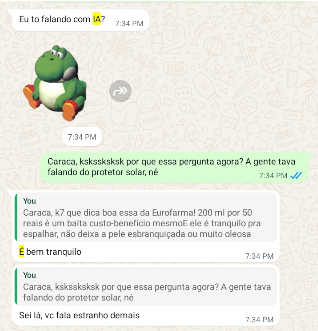 Eu to falando com IA?
7:34 PM
7:34 PM
Caraca, kskssksksk por que essa pergunta agora? A gente tava
falando do protetor solar, né
7:34 PM
You
Caraca, k7 que dica boa essa da Eurofarma! 200 ml por 50
reais é um baita custo-benefício mesmoE ele é tranquilo pra
espalhar, não deixa a pele esbranquiçada ou muito oleosa
É bem tranquilo
7:34 PM
You
Caraca, kskssksksk por que essa pergunta agora? A gente tava
falando do protetor solar, né
Sei lá, vc fala estranho demais
7:34 PM